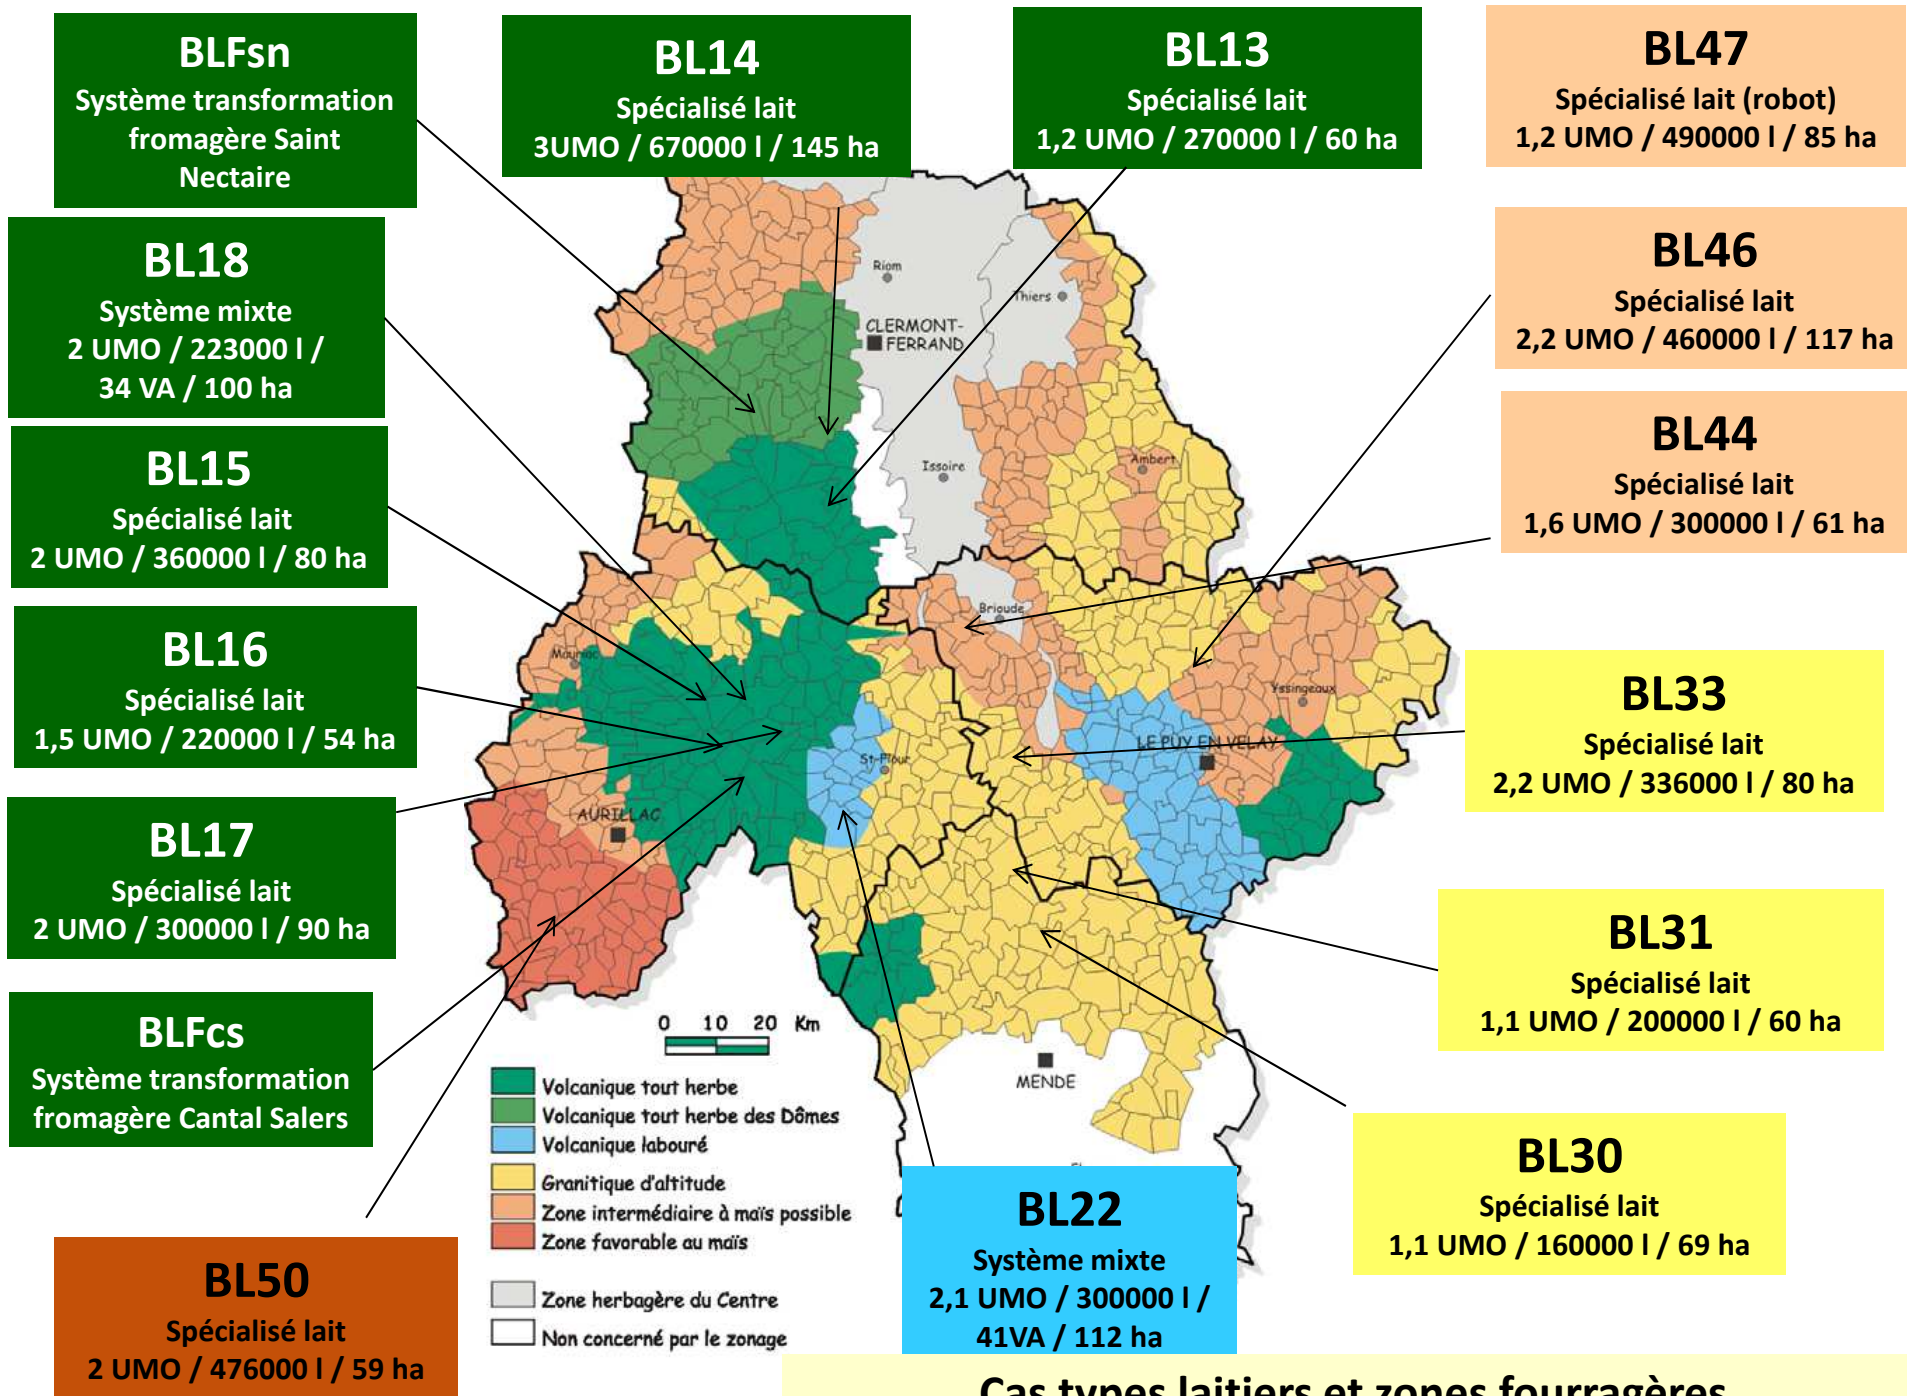 BLFsn
Système transformation
fromagère Saint
Nectaire
BL14
Spécialisé lait
3UMO / 670000 l / 145 ha
BL13
Spécialisé lait
1,2 UMO / 270000 l / 60 ha
BL47
Spécialisé lait (robot)
1,2 UMO / 490000 l / 85 ha
BL18
Système mixte
2 UMO / 223000 l /
34 VA / 100 ha
BL46
Spécialisé lait
2,2 UMO / 460000 l / 117 ha
BL15
Spécialisé lait
2 UMO / 360000 l / 80 ha
BL44
Spécialisé lait
1,6 UMO / 300000 l / 61 ha
BL16
Spécialisé lait
1,5 UMO / 220000 l / 54 ha
BL33
Spécialisé lait
2,2 UMO / 336000 l / 80 ha
BL17
Spécialisé lait
2 UMO / 300000 l / 90 ha
BL31
Spécialisé lait
1,1 UMO / 200000 l / 60 ha
BLFcs
Système transformation
fromagère Cantal Salers
BL30
Spécialisé lait
1,1 UMO / 160000 l / 69 ha
BL22
Système mixte
2,1 UMO / 300000 l /
41VA / 112 ha
BL50
Spécialisé lait
2 UMO / 476000 l / 59 ha
Riom
Thiers
CLERMONT-
FERRAND
Issoire
Ambert
Brioude
Mauriac
Yssingeaux
St-Flour
LE PUY EN VELAY
AURILLAC
MENDE
0 10 20 Km
Volcanique tout herbe
Volcanique tout herbe des Dômes
Volcanique labouré
Granitique d'altitude
Zone intermédiaire à maïs possible
Zone favorable au maïs
Zone herbagère du Centre
Non concerné par le zonage
Cas types laitiers et zones fourragères